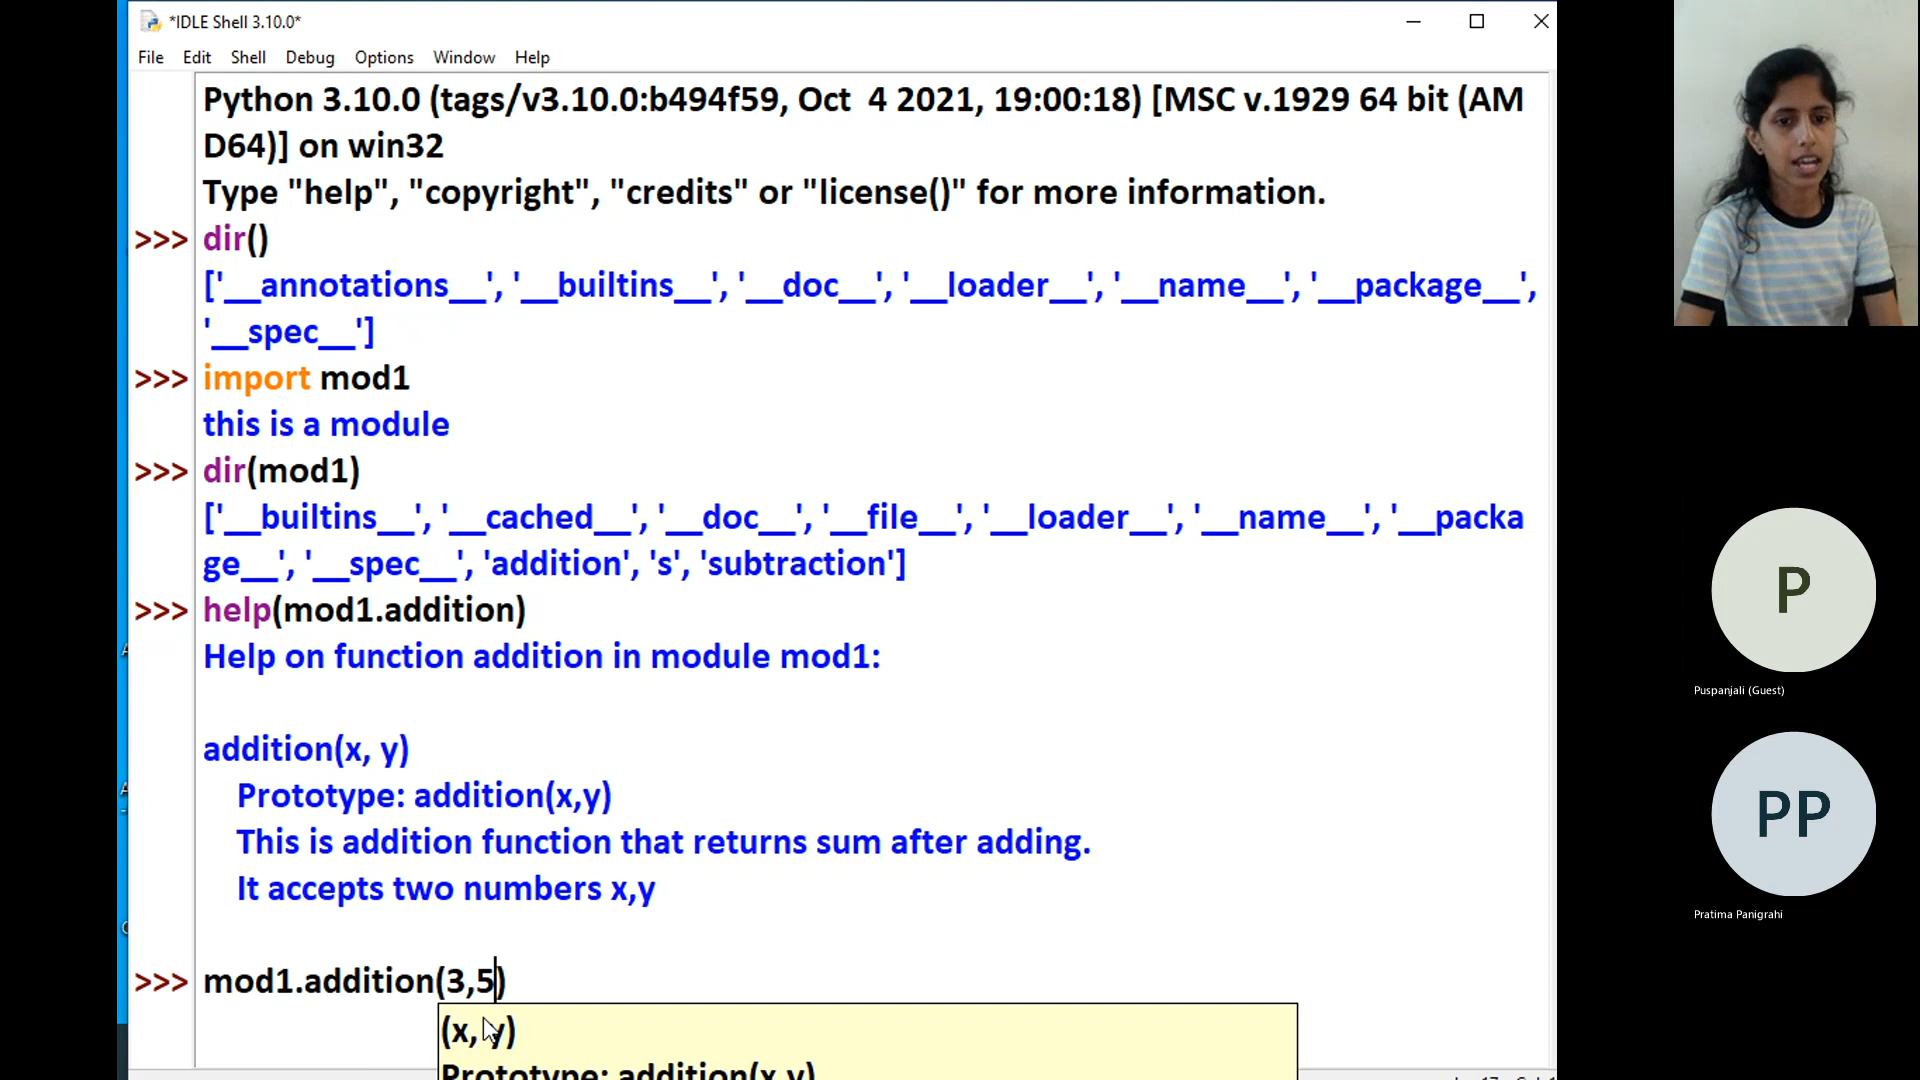 *IDLE Shell 3.10.0*
File Edit Shell Debug Options Window Help
Python 3.10.0 (tags/v3.10.0:b494f59, Oct  4 2021, 19:00:18) [MSC v.1929 64 bit (AM
D64)] on win32
Type "help", "copyright", "credits" or "license()" for more information.
>>> dir()
['__annotations__', '__builtins__', '__doc__', '__loader__', '__name__', '__package__',
'__spec__']
>>> import mod1
this is a module
>>> dir(mod1)
['__builtins__', '__cached__', '__doc__', '__file__', '__loader__', '__name__', '__packa
ge__', '__spec__', 'addition', 's', 'subtraction']
>>> help(mod1.addition)
Help on function addition in module mod1:
addition(x, y)
Prototype: addition(x,y)
This is addition function that returns sum after adding.
It accepts two numbers x,y
>>> mod1.addition(3,5)
(x, y)
Prototype: addition(x,y)
P
Puspanjali (Guest)
PP
Pratima Panigrahi